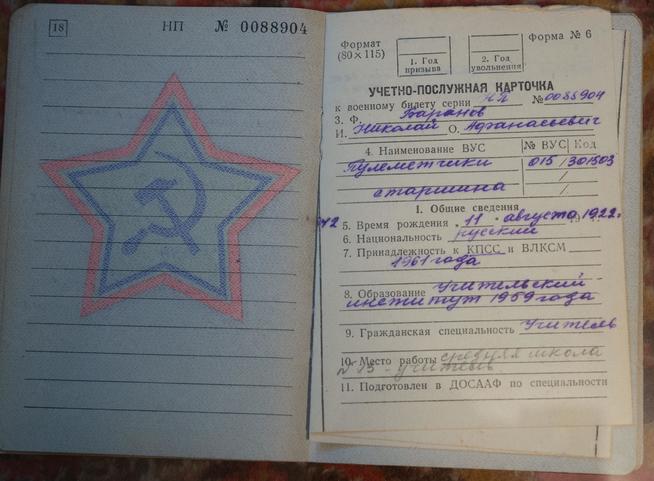 18 НП № 0088904
Формат
(80×115)
1. Год
призыва
2. Год
увольнения
Форма № 6
УЧЕТНО-ПОСЛУЖНАЯ КАРТОЧКА
к военному билету серии НП № 0088904
3. Ф. Баранов
И. Николай О. Афанасьевич
4. Наименование ВУС № ВУС Код
Пулеметчики 015 / 301503
старшина /
I. Общие сведения
5. Время рождения „ 11 " августа 1922 г.
6. Национальность русский
7. Принадлежность к КПСС и ВЛКСМ
1961 года
8. Образование Учительский
институт 1959 года
9. Гражданская специальность Учитель
10. Место работы средняя школа
№ 13 - учитель
11. Подготовлен в ДОСААФ по специальности